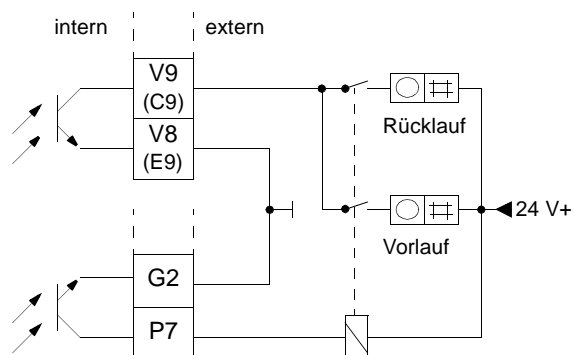 intern extern
V9
(C9)
V8
(E9)
Rücklauf
24 V+
Vorlauf
G2
P7